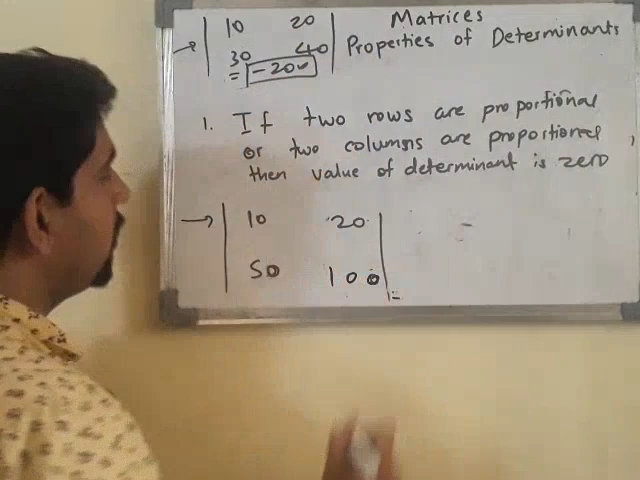 Matrices
Properties of Determinants
→ | 10 20 |
| 30 40 |
= -200
1. If two rows are proportional
or two columns are proportional,
then value of determinant is zero
→ | 10 20 |
| 50 100 | =